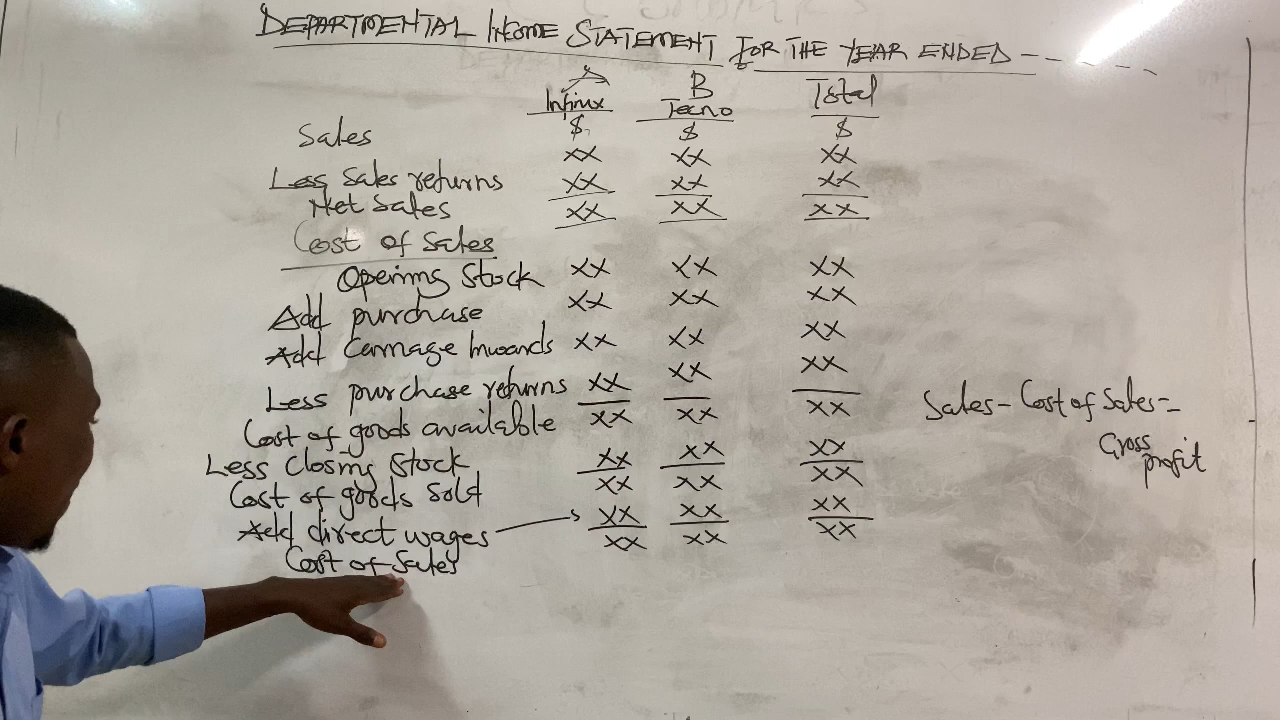 DEPARTMENTAL INCOME STATEMENT FOR THE YEAR ENDED - - - - -
A B Total
Infinix Tecno
$ $ $
Sales xx xx xx
Less Sales returns xx xx xx
Net Sales xx xx xx
Cost of Sales
Opening Stock xx xx xx
Add purchase xx xx xx
Add Carriage Inwards xx xx xx
Less purchase returns xx xx xx
Cost of goods available xx xx xx
Less Closing Stock xx xx xx
Cost of goods Sold xx xx xx
Add direct wages xx xx xx
Cost of Sales xx xx xx
Sales - Cost of Sales =
Gross
profit